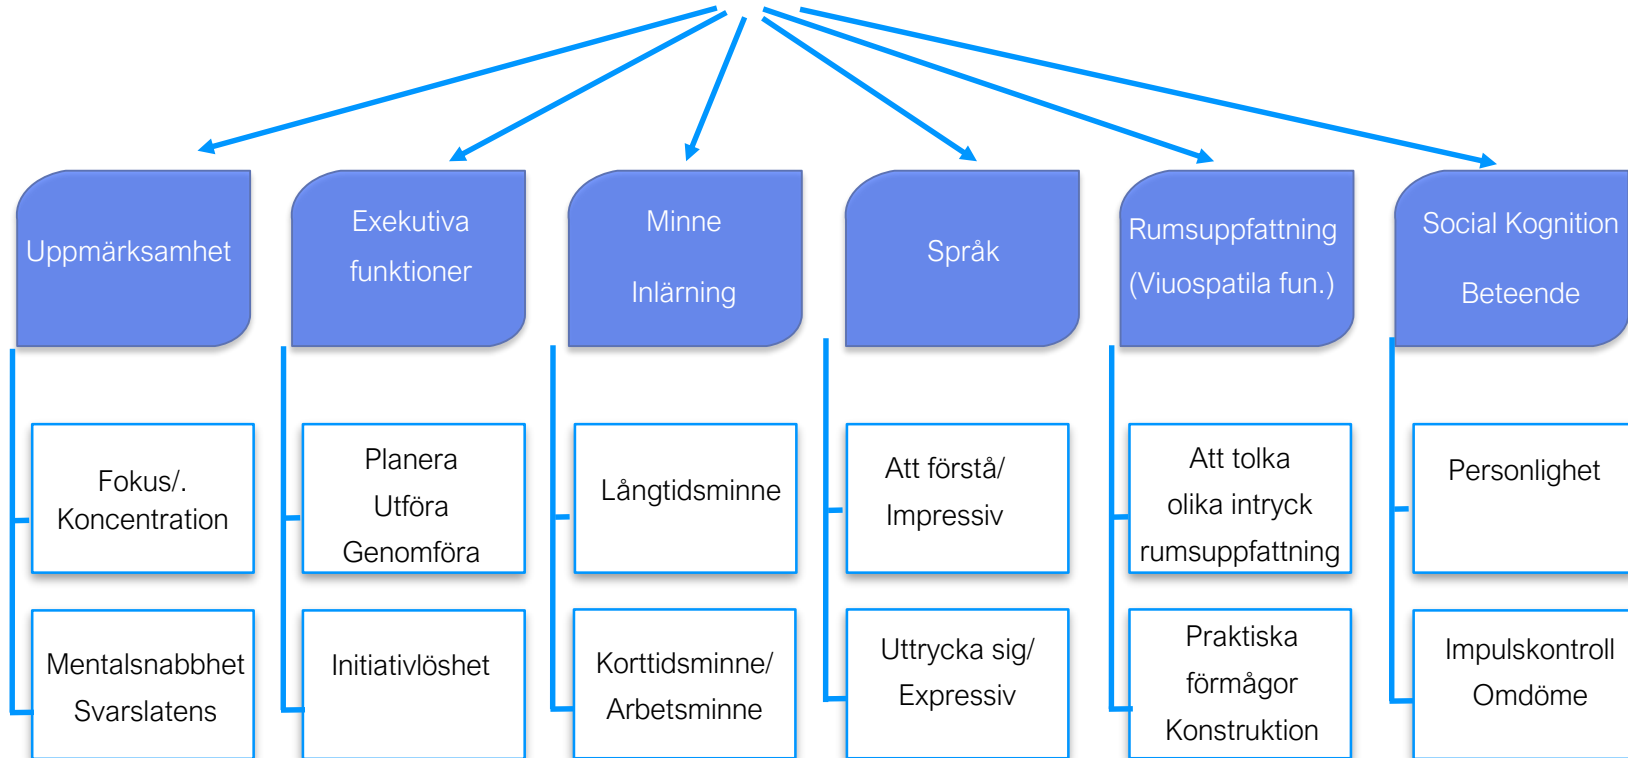 Uppmärksamhet
Exekutiva
funktioner
Minne
Inlärning
Språk
Rumsuppfattning
(Viuospatila fun.)
Social Kognition
Beteende
Fokus/.
Koncentration
Planera
Utföra
Genomföra
Långtidsminne
Att förstå/
Impressiv
Att tolka
olika intryck
rumsuppfattning
Personlighet
Mentalsnabbhet
Svarslatens
Initiativlöshet
Korttidsminne/
Arbetsminne
Uttrycka sig/
Expressiv
Praktiska
förmågor
Konstruktion
Impulskontroll
Omdöme